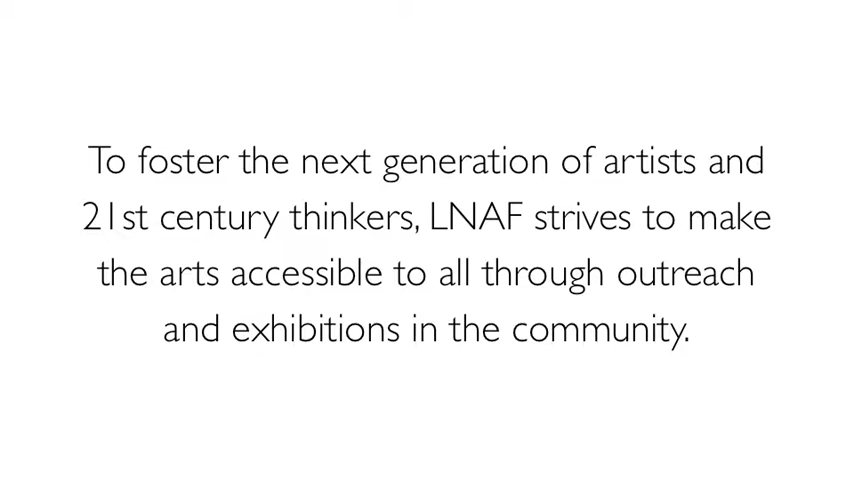 To foster the next generation of artists and
21st century thinkers, LNAF strives to make
the arts accessible to all through outreach
and exhibitions in the community.